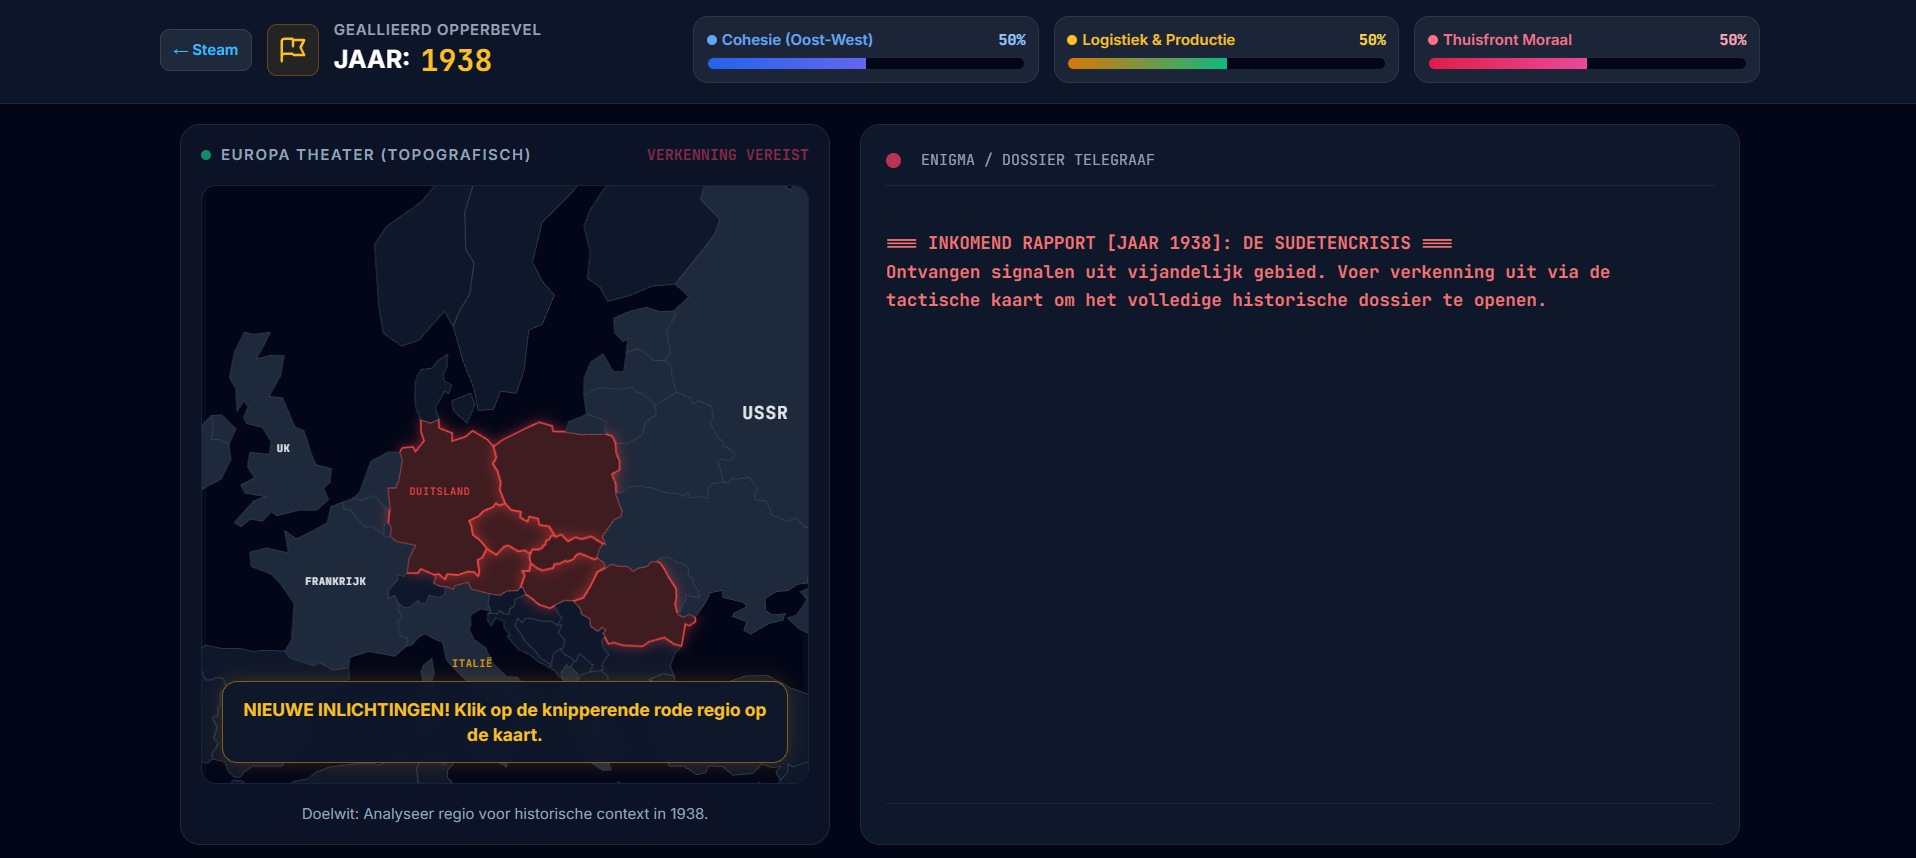 ← Steam
GEALLIEERD OPPERBEVEL
JAAR: 1938
Cohesie (Oost-West) 50%
Logistiek & Productie 50%
Thuisfront Moraal 50%
EUROPA THEATER (TOPOGRAFISCH) VERKENNING VEREIST
USSR
UK
DUITSLAND
FRANKRIJK
ITALIË
NIEUWE INLICHTINGEN! Klik op de knipperende rode regio op
de kaart.
Doelwit: Analyseer regio voor historische context in 1938.
ENIGMA / DOSSIER TELEGRAAF
=== INKOMEND RAPPORT [JAAR 1938]: DE SUDETENCRISIS ===
Ontvangen signalen uit vijandelijk gebied. Voer verkenning uit via de
tactische kaart om het volledige historische dossier te openen.